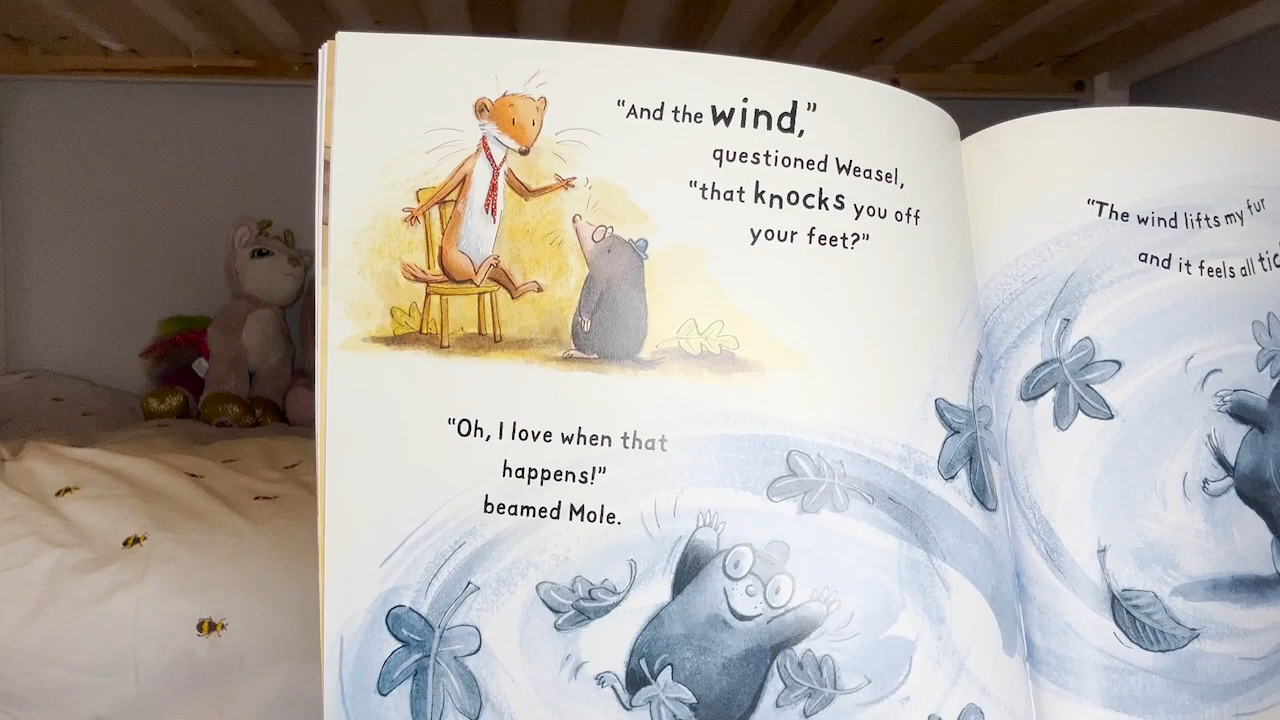 “And the wind,”
questioned Weasel,
“that knocks you off
your feet?”
“Oh, I love when that
happens!”
beamed Mole.
“The wind lifts my fur
and it feels all